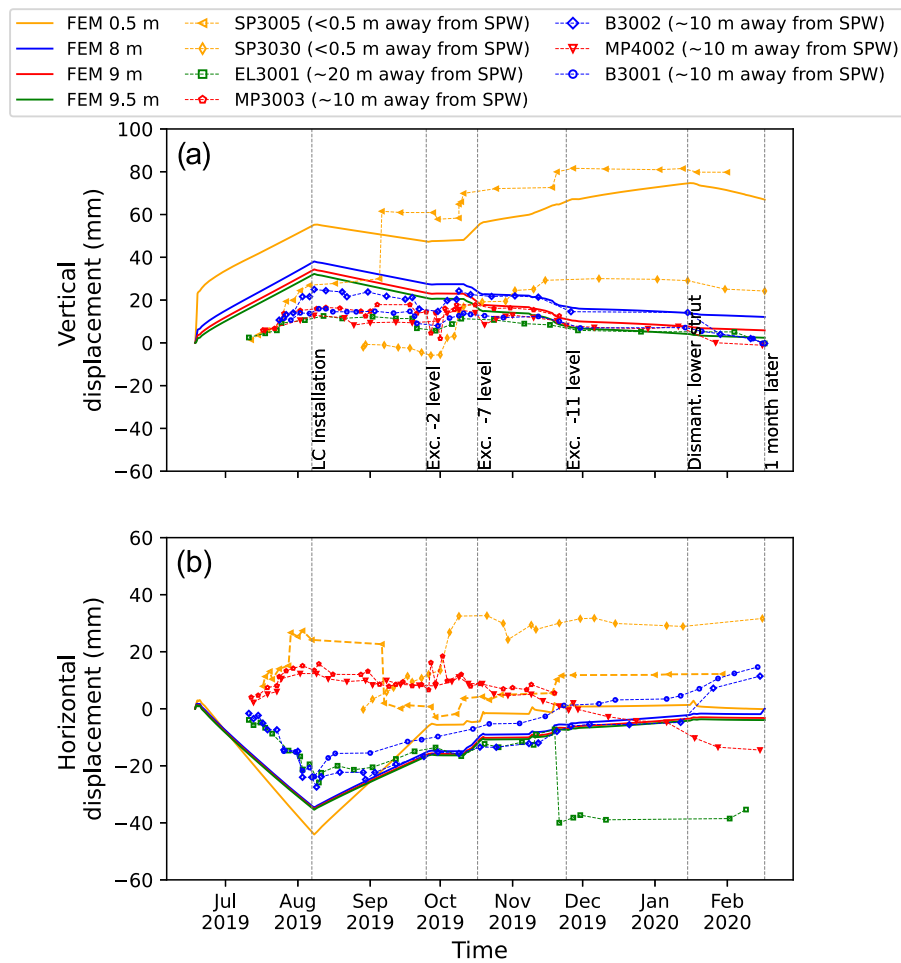 FEM 0.5 m
FEM 8 m
FEM 9 m
FEM 9.5 m
SP3005 (<0.5 m away from SPW)
SP3030 (<0.5 m away from SPW)
EL3001 (~20 m away from SPW)
MP3003 (~10 m away from SPW)
B3002 (~10 m away from SPW)
MP4002 (~10 m away from SPW)
B3001 (~10 m away from SPW)
(a)
Vertical
displacement (mm)
100
80
60
40
20
0
−20
−40
−60
LC Installation
Exc. -2 level
Exc. -7 level
Exc. -11 level
Dismant. lower strut
1 month later
(b)
Horizontal
displacement (mm)
60
40
20
0
−20
−40
−60
Jul
2019
Aug
2019
Sep
2019
Oct
2019
Nov
2019
Dec
2019
Jan
2020
Feb
2020
Time